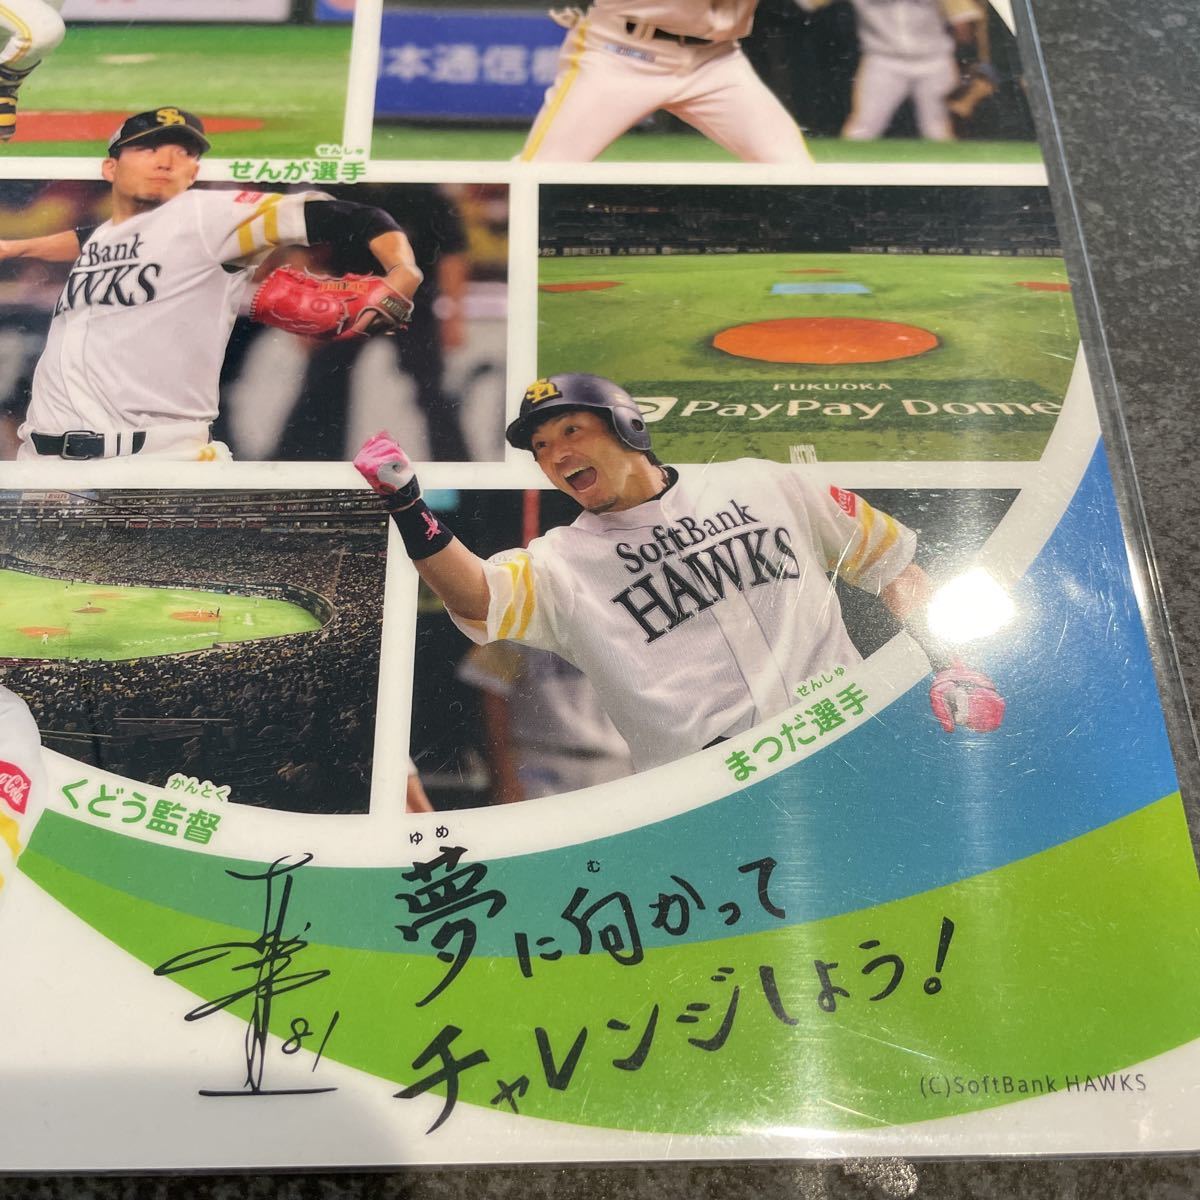 本通信機
せんしゅ
せんが選手
SoftBank
HAWKS
FUKUOKA
PayPay Dome
SoftBank
HAWKS
せんしゅ
まつだ選手
かんとく
くどう監督
ゆめ
む
夢に向かって
チャレンジしよう!
81
(C)SoftBank HAWKS